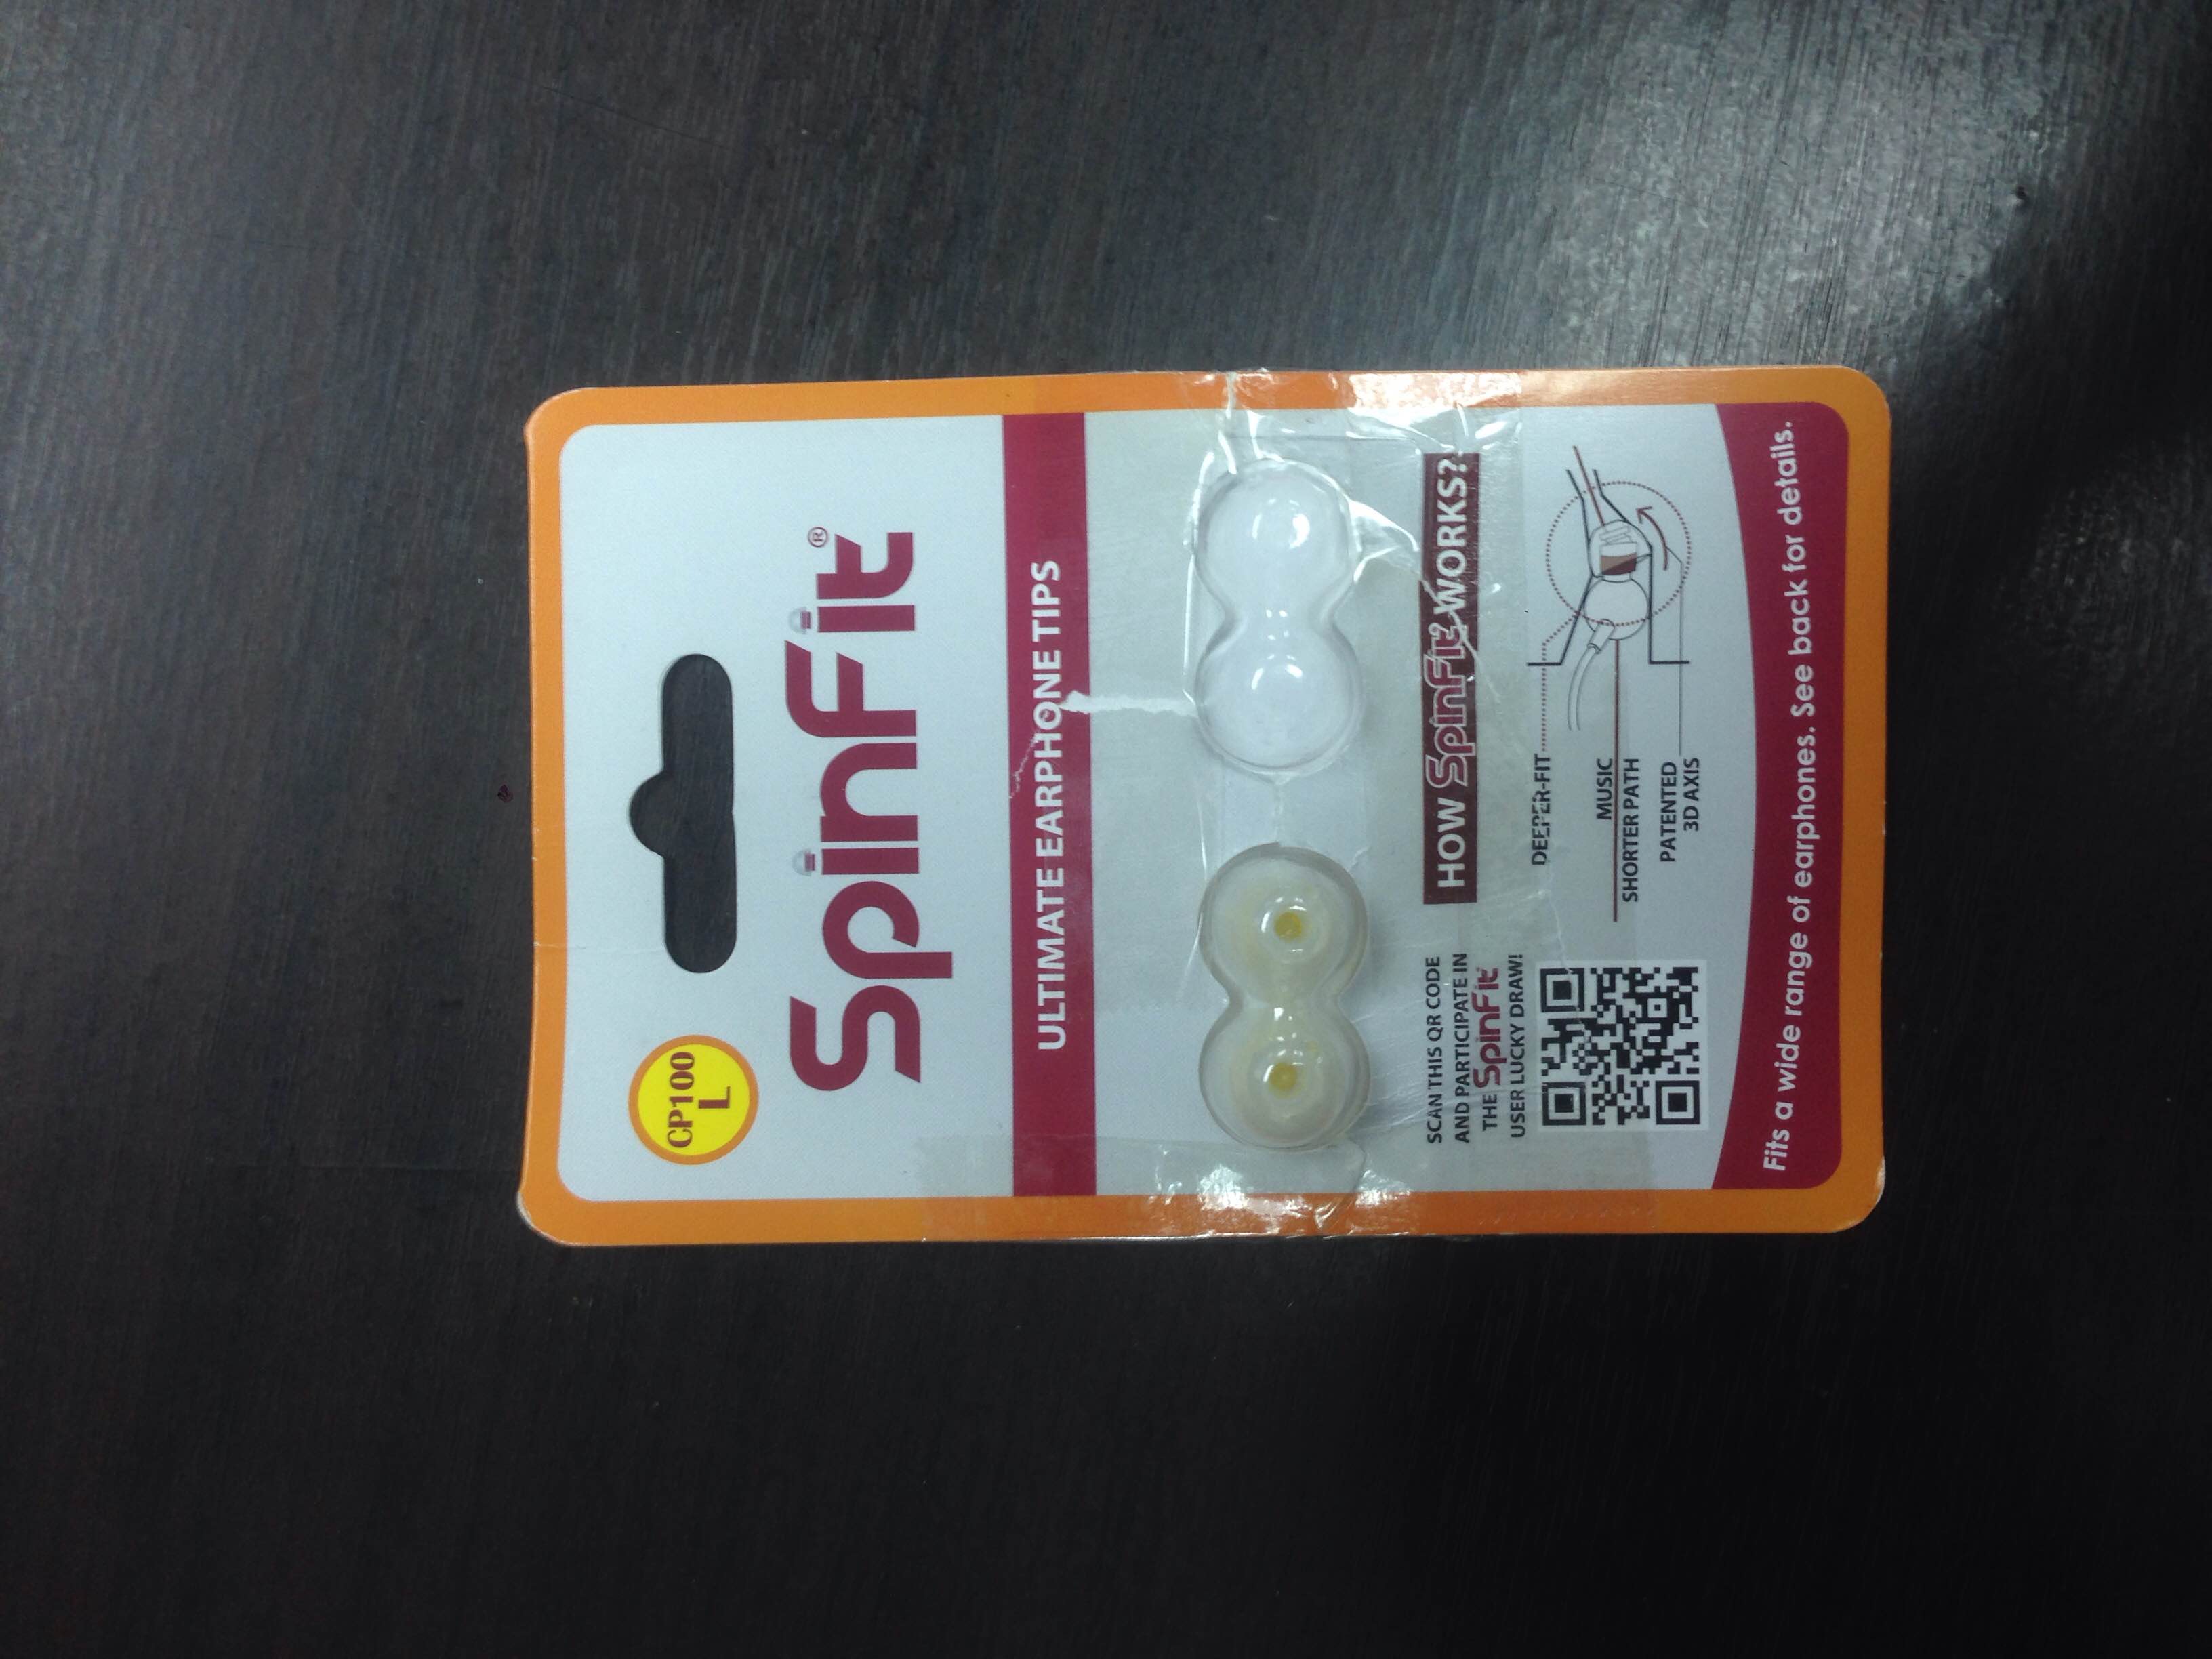 CP100
L
SpinFit®
ULTIMATE EARPHONE TIPS
SCAN THIS QR CODE
AND PARTICIPATE IN
THE SpinFit
USER LUCKY DRAW!
HOW SpinFit® WORKS?
DEEPER-FIT
MUSIC
SHORTER PATH
PATENTED
3D AXIS
Fits a wide range of earphones. See back for details.